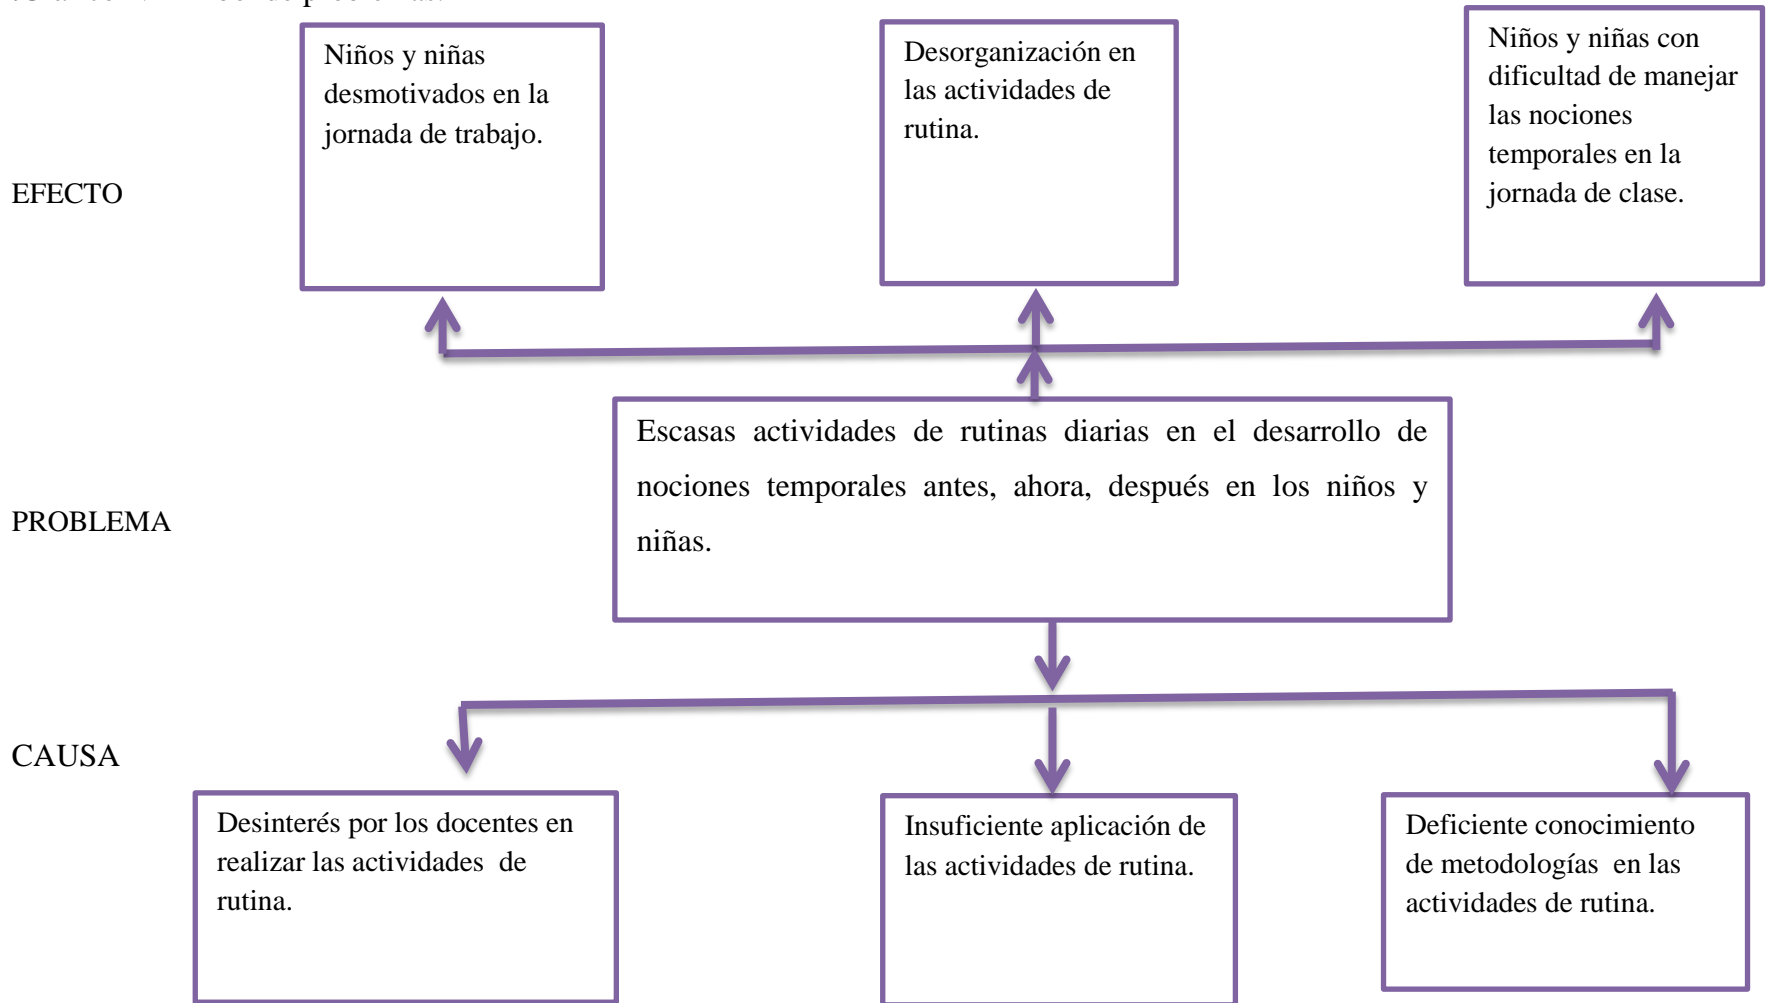 Niños y niñas
desmotivados en la
jornada de trabajo.
Desorganización en
las actividades de
rutina.
Niños y niñas con
dificultad de manejar
las nociones
temporales en la
jornada de clase.
EFECTO
Escasas actividades de rutinas diarias en el desarrollo de
nociones temporales antes, ahora, después en los niños y
niñas.
PROBLEMA
CAUSA
Desinterés por los docentes en
realizar las actividades de
rutina.
Insuficiente aplicación de
las actividades de rutina.
Deficiente conocimiento
de metodologías en las
actividades de rutina.